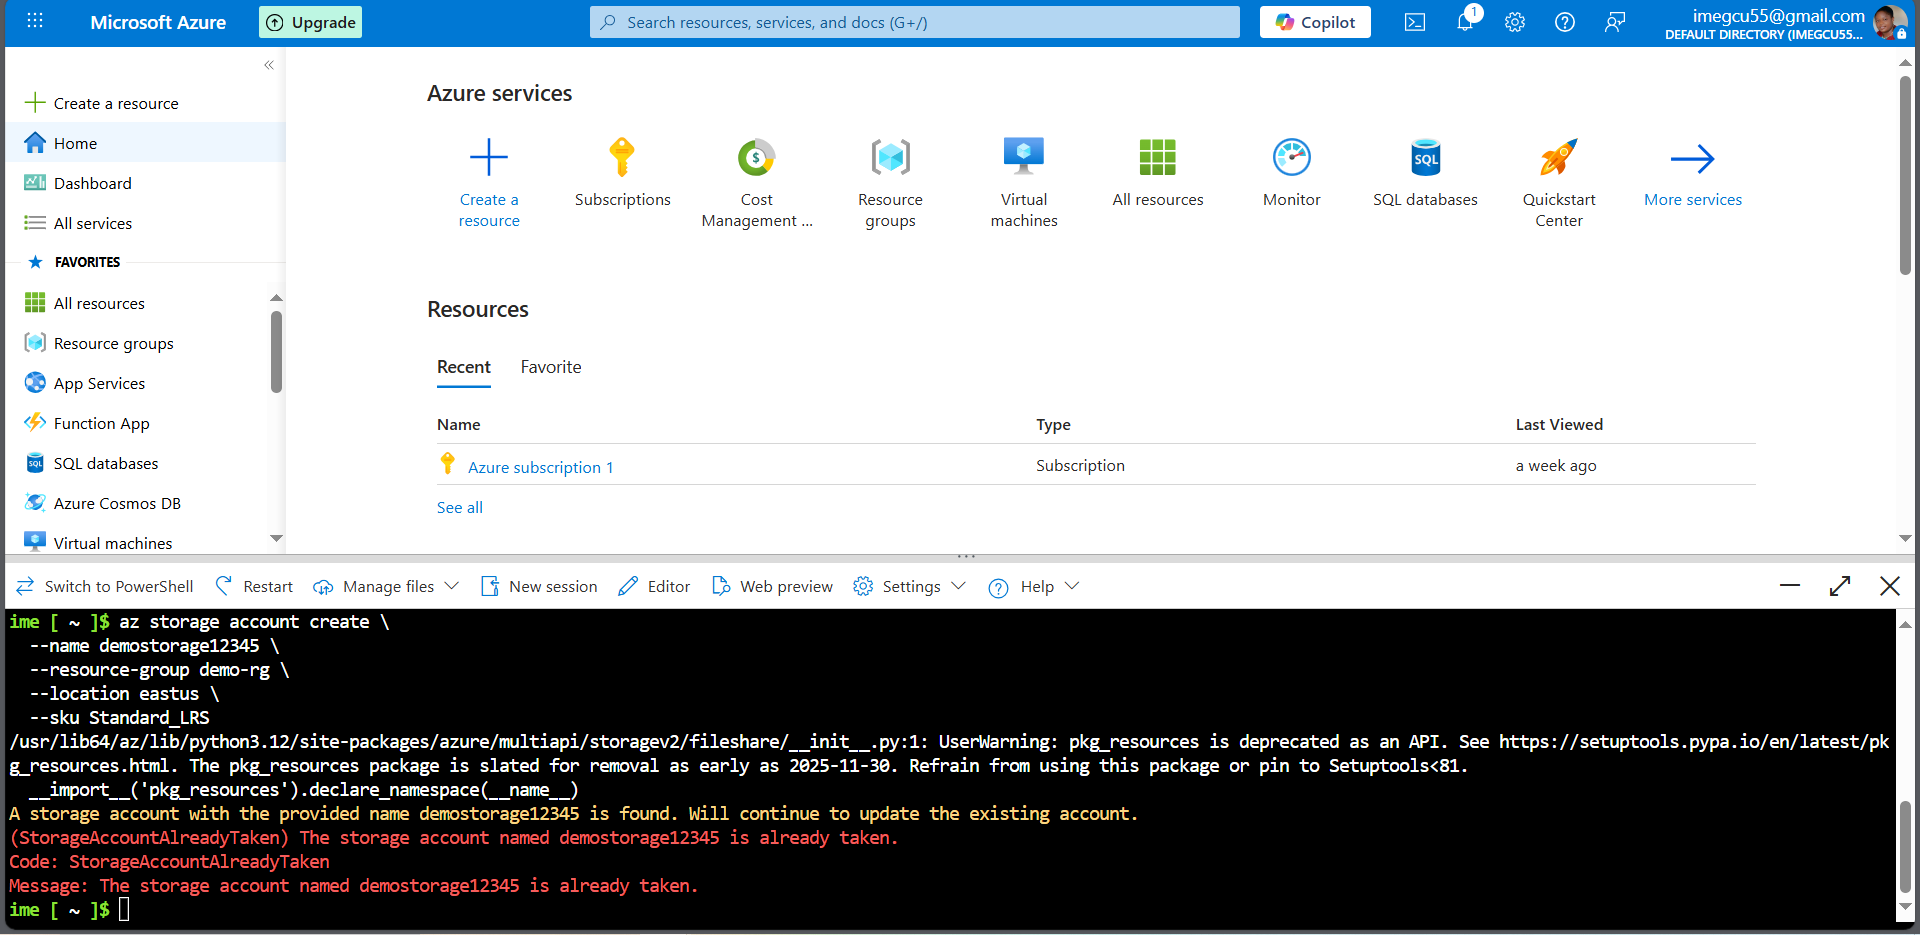 Microsoft Azure
Upgrade
Search resources, services, and docs (G+/)
Copilot
1
imegcu55@gmail.com
DEFAULT DIRECTORY (IMEGCU55...
Create a resource
Home
Dashboard
All services
FAVORITES
All resources
Resource groups
App Services
Function App
SQL
SQL databases
Azure Cosmos DB
Virtual machines
Azure services
Create a
resource
Subscriptions
$
Cost
Management ...
Resource
groups
Virtual
machines
All resources
Monitor
SQL
SQL databases
Quickstart
Center
More services
Resources
Recent Favorite
Name Type Last Viewed
Azure subscription 1 Subscription a week ago
See all
Switch to PowerShell Restart Manage files New session Editor Web preview Settings Help
ime [ ~ ]$ az storage account create \
--name demostorage12345 \
--resource-group demo-rg \
--location eastus \
--sku Standard_LRS
/usr/lib64/az/lib/python3.12/site-packages/azure/multiapi/storagev2/fileshare/__init__.py:1: UserWarning: pkg_resources is deprecated as an API. See https://setuptools.pypa.io/en/latest/pk
g_resources.html. The pkg_resources package is slated for removal as early as 2025-11-30. Refrain from using this package or pin to Setuptools<81.
__import__('pkg_resources').declare_namespace(__name__)
A storage account with the provided name demostorage12345 is found. Will continue to update the existing account.
(StorageAccountAlreadyTaken) The storage account named demostorage12345 is already taken.
Code: StorageAccountAlreadyTaken
Message: The storage account named demostorage12345 is already taken.
ime [ ~ ]$